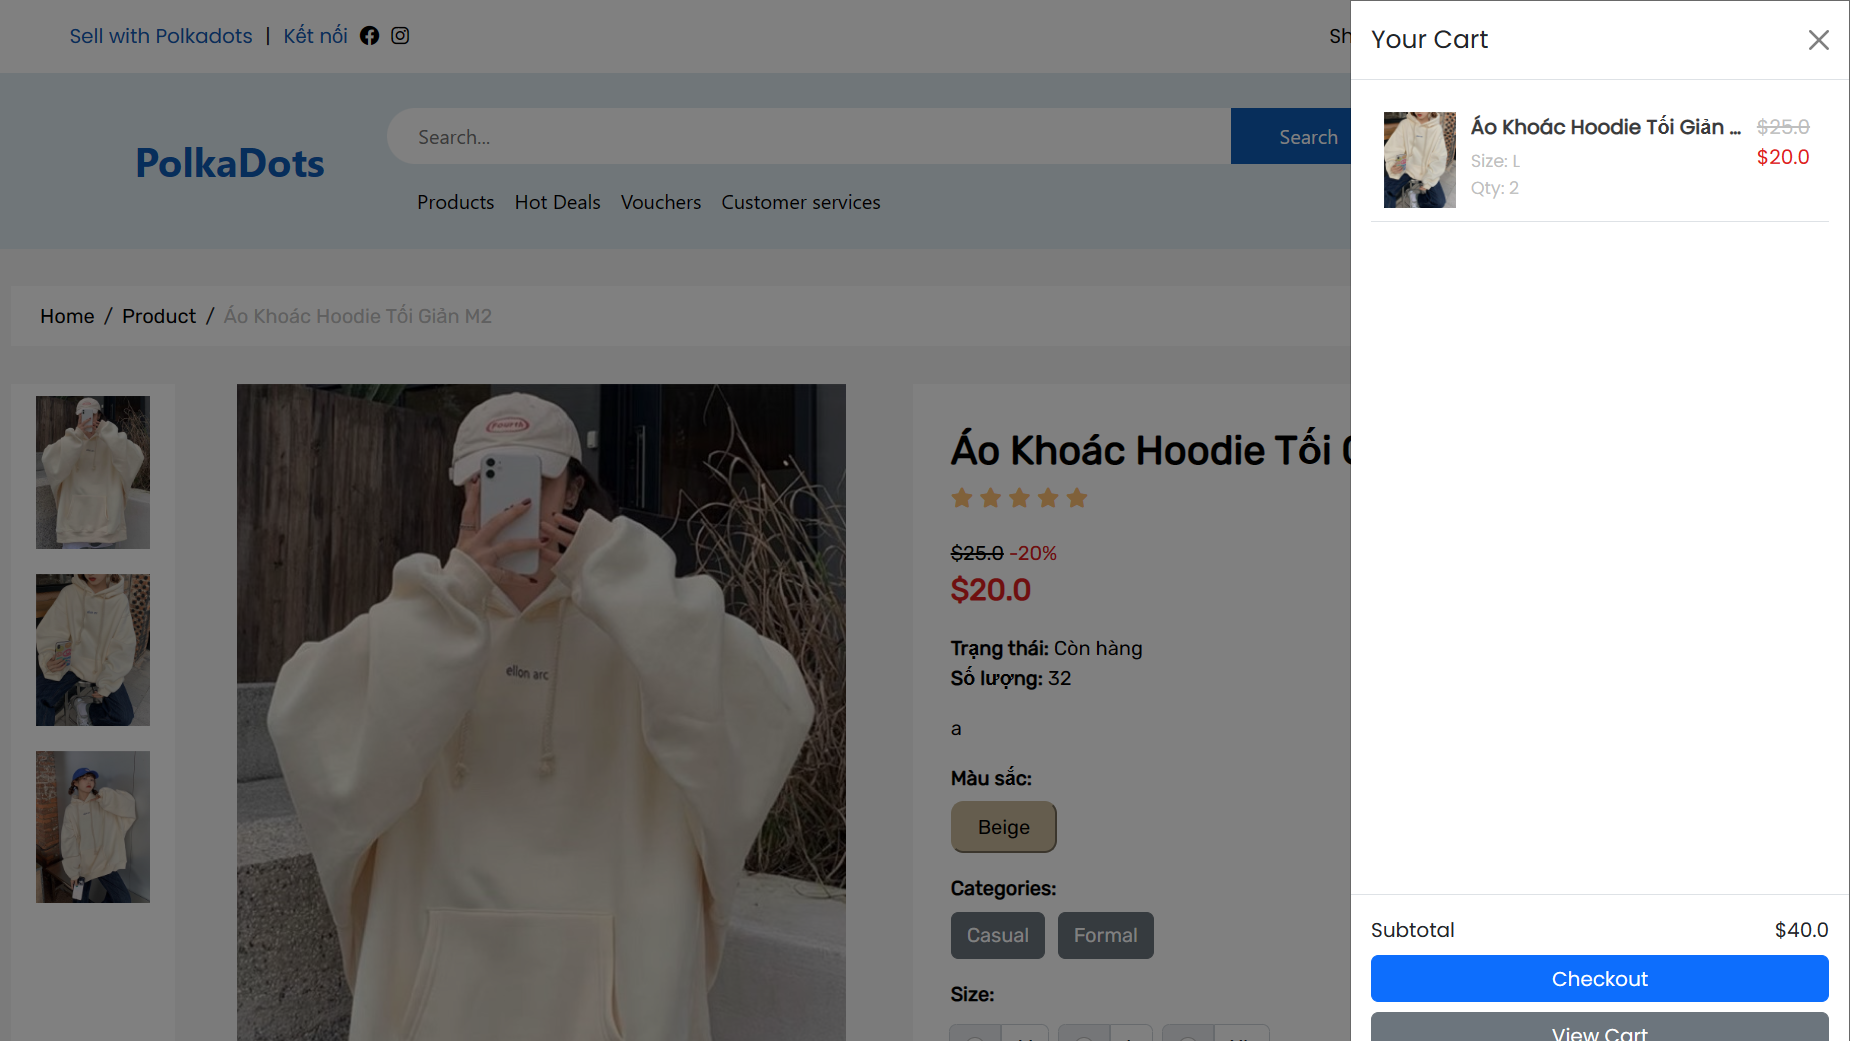 Sell with Polkadots | Kết nối
Sh
PolkaDots
Search...
Search
Products Hot Deals Vouchers Customer services
Home / Product / Áo Khoác Hoodie Tối Giản M2
Áo Khoác Hoodie Tối
$25.0 -20%
$20.0
Trạng thái: Còn hàng
Số lượng: 32
a
Màu sắc:
Beige
Categories:
Casual Formal
Size:
ellon arc
Your Cart
Áo Khoác Hoodie Tối Giản ...
$25.0
$20.0
Size: L
Qty: 2
Subtotal $40.0
Checkout
View Cart